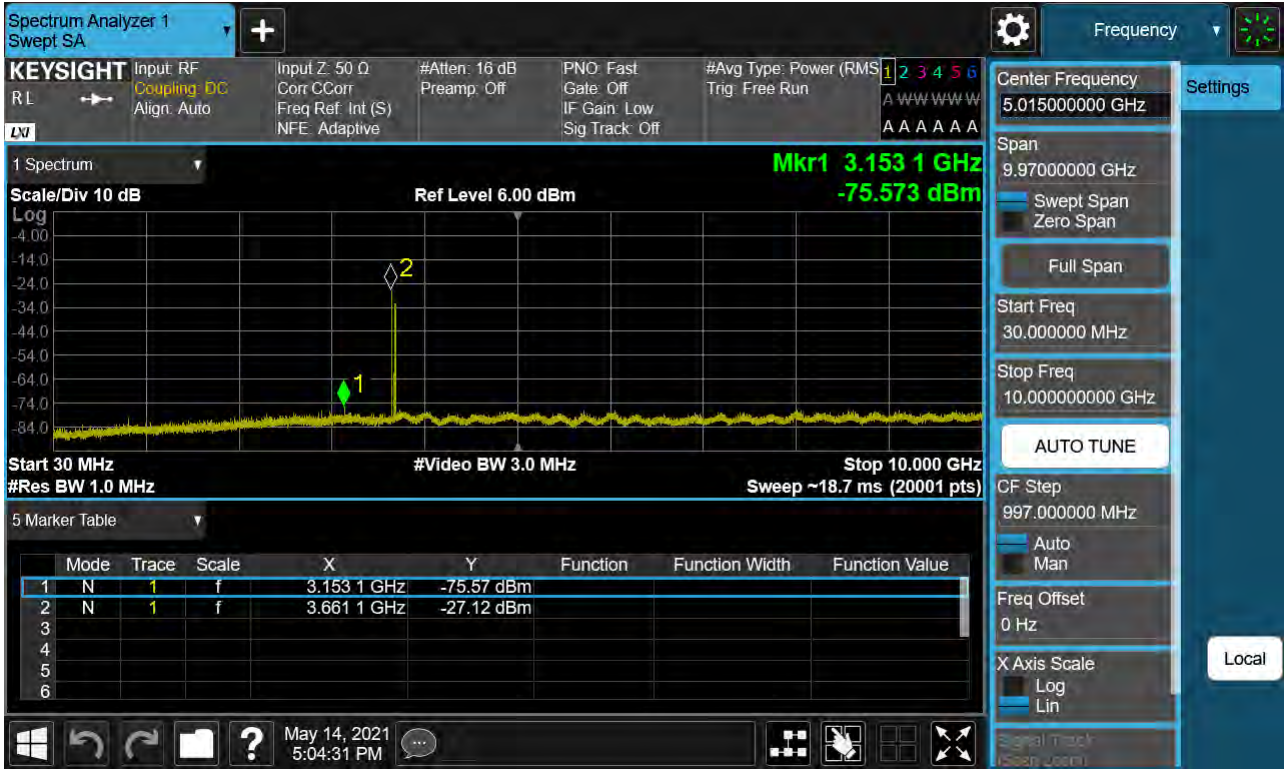 Spectrum Analyzer 1
Swept SA
Frequency
KEYSIGHT
R L
LXI
Input: RF
Coupling: DC
Align: Auto
Input Z: 50 Ω
Corr CCorr
Freq Ref: Int (S)
NFE: Adaptive
#Atten: 16 dB
Preamp: Off
PNO: Fast
Gate: Off
IF Gain: Low
Sig Track: Off
#Avg Type: Power (RMS
Trig: Free Run
1 2 3 4 5 6
A W W W W W
A A A A A A
1 Spectrum
Scale/Div 10 dB
Ref Level 6.00 dBm
Mkr1 3.153 1 GHz
-75.573 dBm
Log
-4.00
-14.0
-24.0
-34.0
-44.0
-54.0
-64.0
-74.0
-84.0
2
1
Start 30 MHz
#Video BW 3.0 MHz
Stop 10.000 GHz
#Res BW 1.0 MHz
Sweep ~18.7 ms (20001 pts)
5 Marker Table
Mode Trace Scale X Y Function Function Width Function Value
1 N 1 f 3.153 1 GHz -75.57 dBm
2 N 1 f 3.661 1 GHz -27.12 dBm
3
4
5
6
May 14, 2021
5:04:31 PM
Center Frequency
5.015000000 GHz
Settings
Span
9.97000000 GHz
Swept Span
Zero Span
Full Span
Start Freq
30.000000 MHz
Stop Freq
10.000000000 GHz
AUTO TUNE
CF Step
997.000000 MHz
Auto
Man
Freq Offset
0 Hz
X Axis Scale
Log
Lin
Local
Signal Track
(Span Zoom)